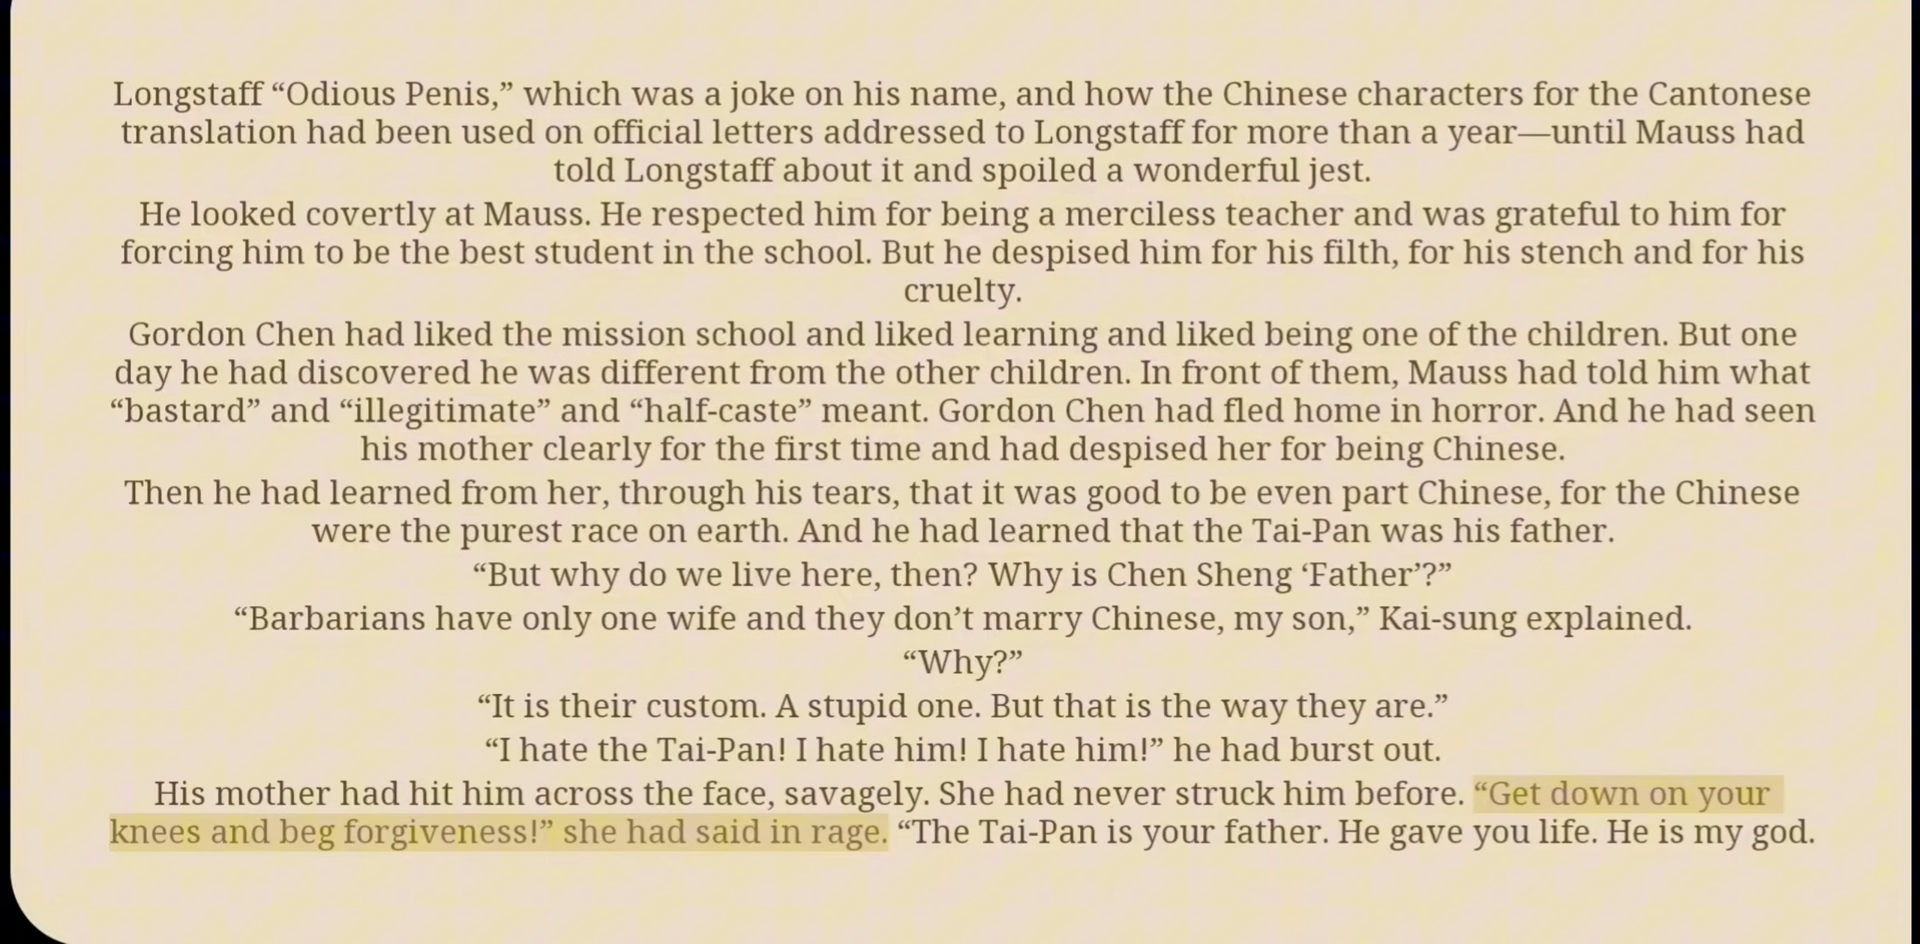 Longstaff “Odious Penis,” which was a joke on his name, and how the Chinese characters for the Cantonese
translation had been used on official letters addressed to Longstaff for more than a year—until Mauss had
told Longstaff about it and spoiled a wonderful jest.
He looked covertly at Mauss. He respected him for being a merciless teacher and was grateful to him for
forcing him to be the best student in the school. But he despised him for his filth, for his stench and for his
cruelty.
Gordon Chen had liked the mission school and liked learning and liked being one of the children. But one
day he had discovered he was different from the other children. In front of them, Mauss had told him what
“bastard” and “illegitimate” and “half-caste” meant. Gordon Chen had fled home in horror. And he had seen
his mother clearly for the first time and had despised her for being Chinese.
Then he had learned from her, through his tears, that it was good to be even part Chinese, for the Chinese
were the purest race on earth. And he had learned that the Tai-Pan was his father.
“But why do we live here, then? Why is Chen Sheng ‘Father’?”
“Barbarians have only one wife and they don’t marry Chinese, my son,” Kai-sung explained.
“Why?”
“It is their custom. A stupid one. But that is the way they are.”
“I hate the Tai-Pan! I hate him! I hate him!” he had burst out.
His mother had hit him across the face, savagely. She had never struck him before. “Get down on your
knees and beg forgiveness!” she had said in rage. “The Tai-Pan is your father. He gave you life. He is my god.